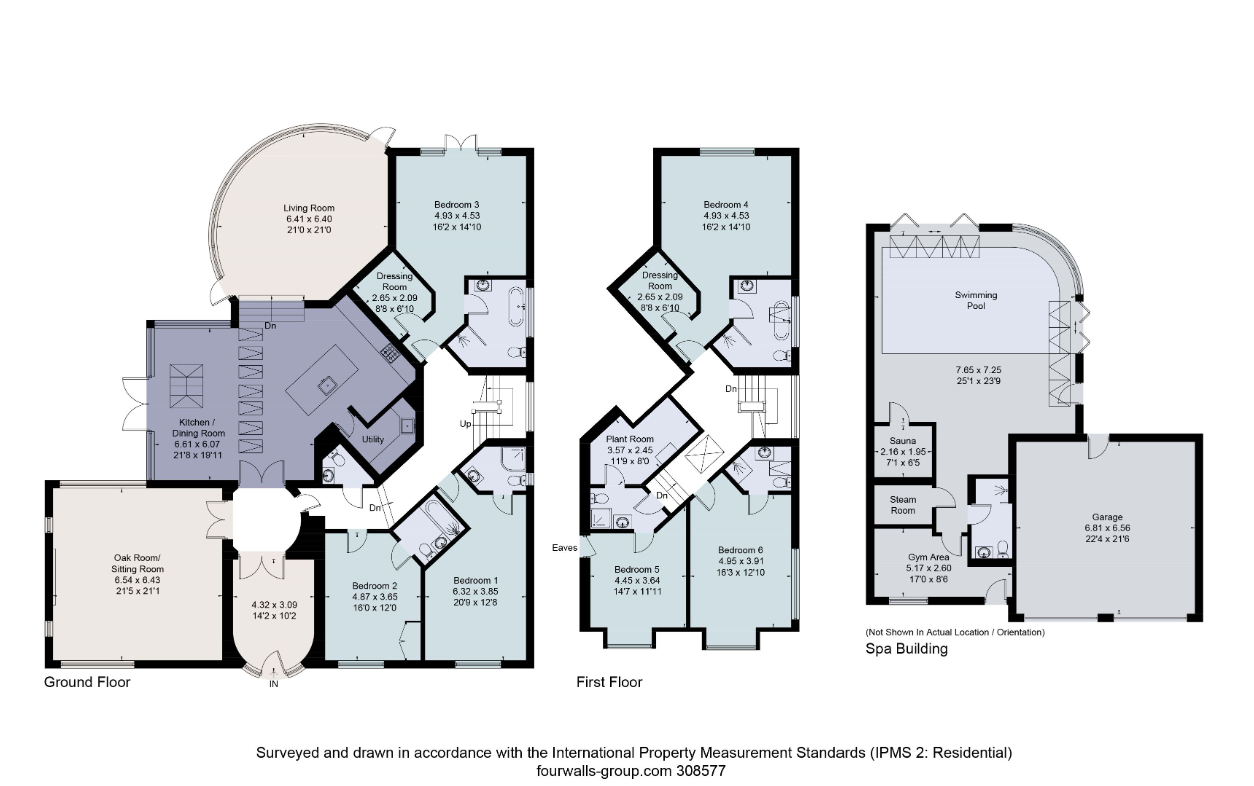 Living Room
6.41 x 6.40
21'0 x 21'0
Bedroom 3
4.93 x 4.53
16'2 x 14'10
Dressing
Room
2.65 x 2.09
8'8 x 6'10
Dn
Kitchen /
Dining Room
6.61 x 6.07
21'8 x 19'11
Utility
Up
Dn
Oak Room/
Sitting Room
6.54 x 6.43
21'5 x 21'1
4.32 x 3.09
14'2 x 10'2
Bedroom 2
4.87 x 3.65
16'0 x 12'0
Bedroom 1
6.32 x 3.85
20'9 x 12'8
IN
Ground Floor
Bedroom 4
4.93 x 4.53
16'2 x 14'10
Dressing
Room
2.65 x 2.09
8'8 x 6'10
Dn
Plant Room
3.57 x 2.45
11'9 x 8'0
Dn
Eaves
Bedroom 5
4.45 x 3.64
14'7 x 11'11
Bedroom 6
4.95 x 3.91
16'3 x 12'10
First Floor
Swimming
Pool
7.65 x 7.25
25'1 x 23'9
Sauna
2.16 x 1.95
7'1 x 6'5
Steam
Room
Gym Area
5.17 x 2.60
17'0 x 8'6
Garage
6.81 x 6.56
22'4 x 21'6
(Not Shown In Actual Location / Orientation)
Spa Building
Surveyed and drawn in accordance with the International Property Measurement Standards (IPMS 2: Residential)
fourwalls-group.com 308577